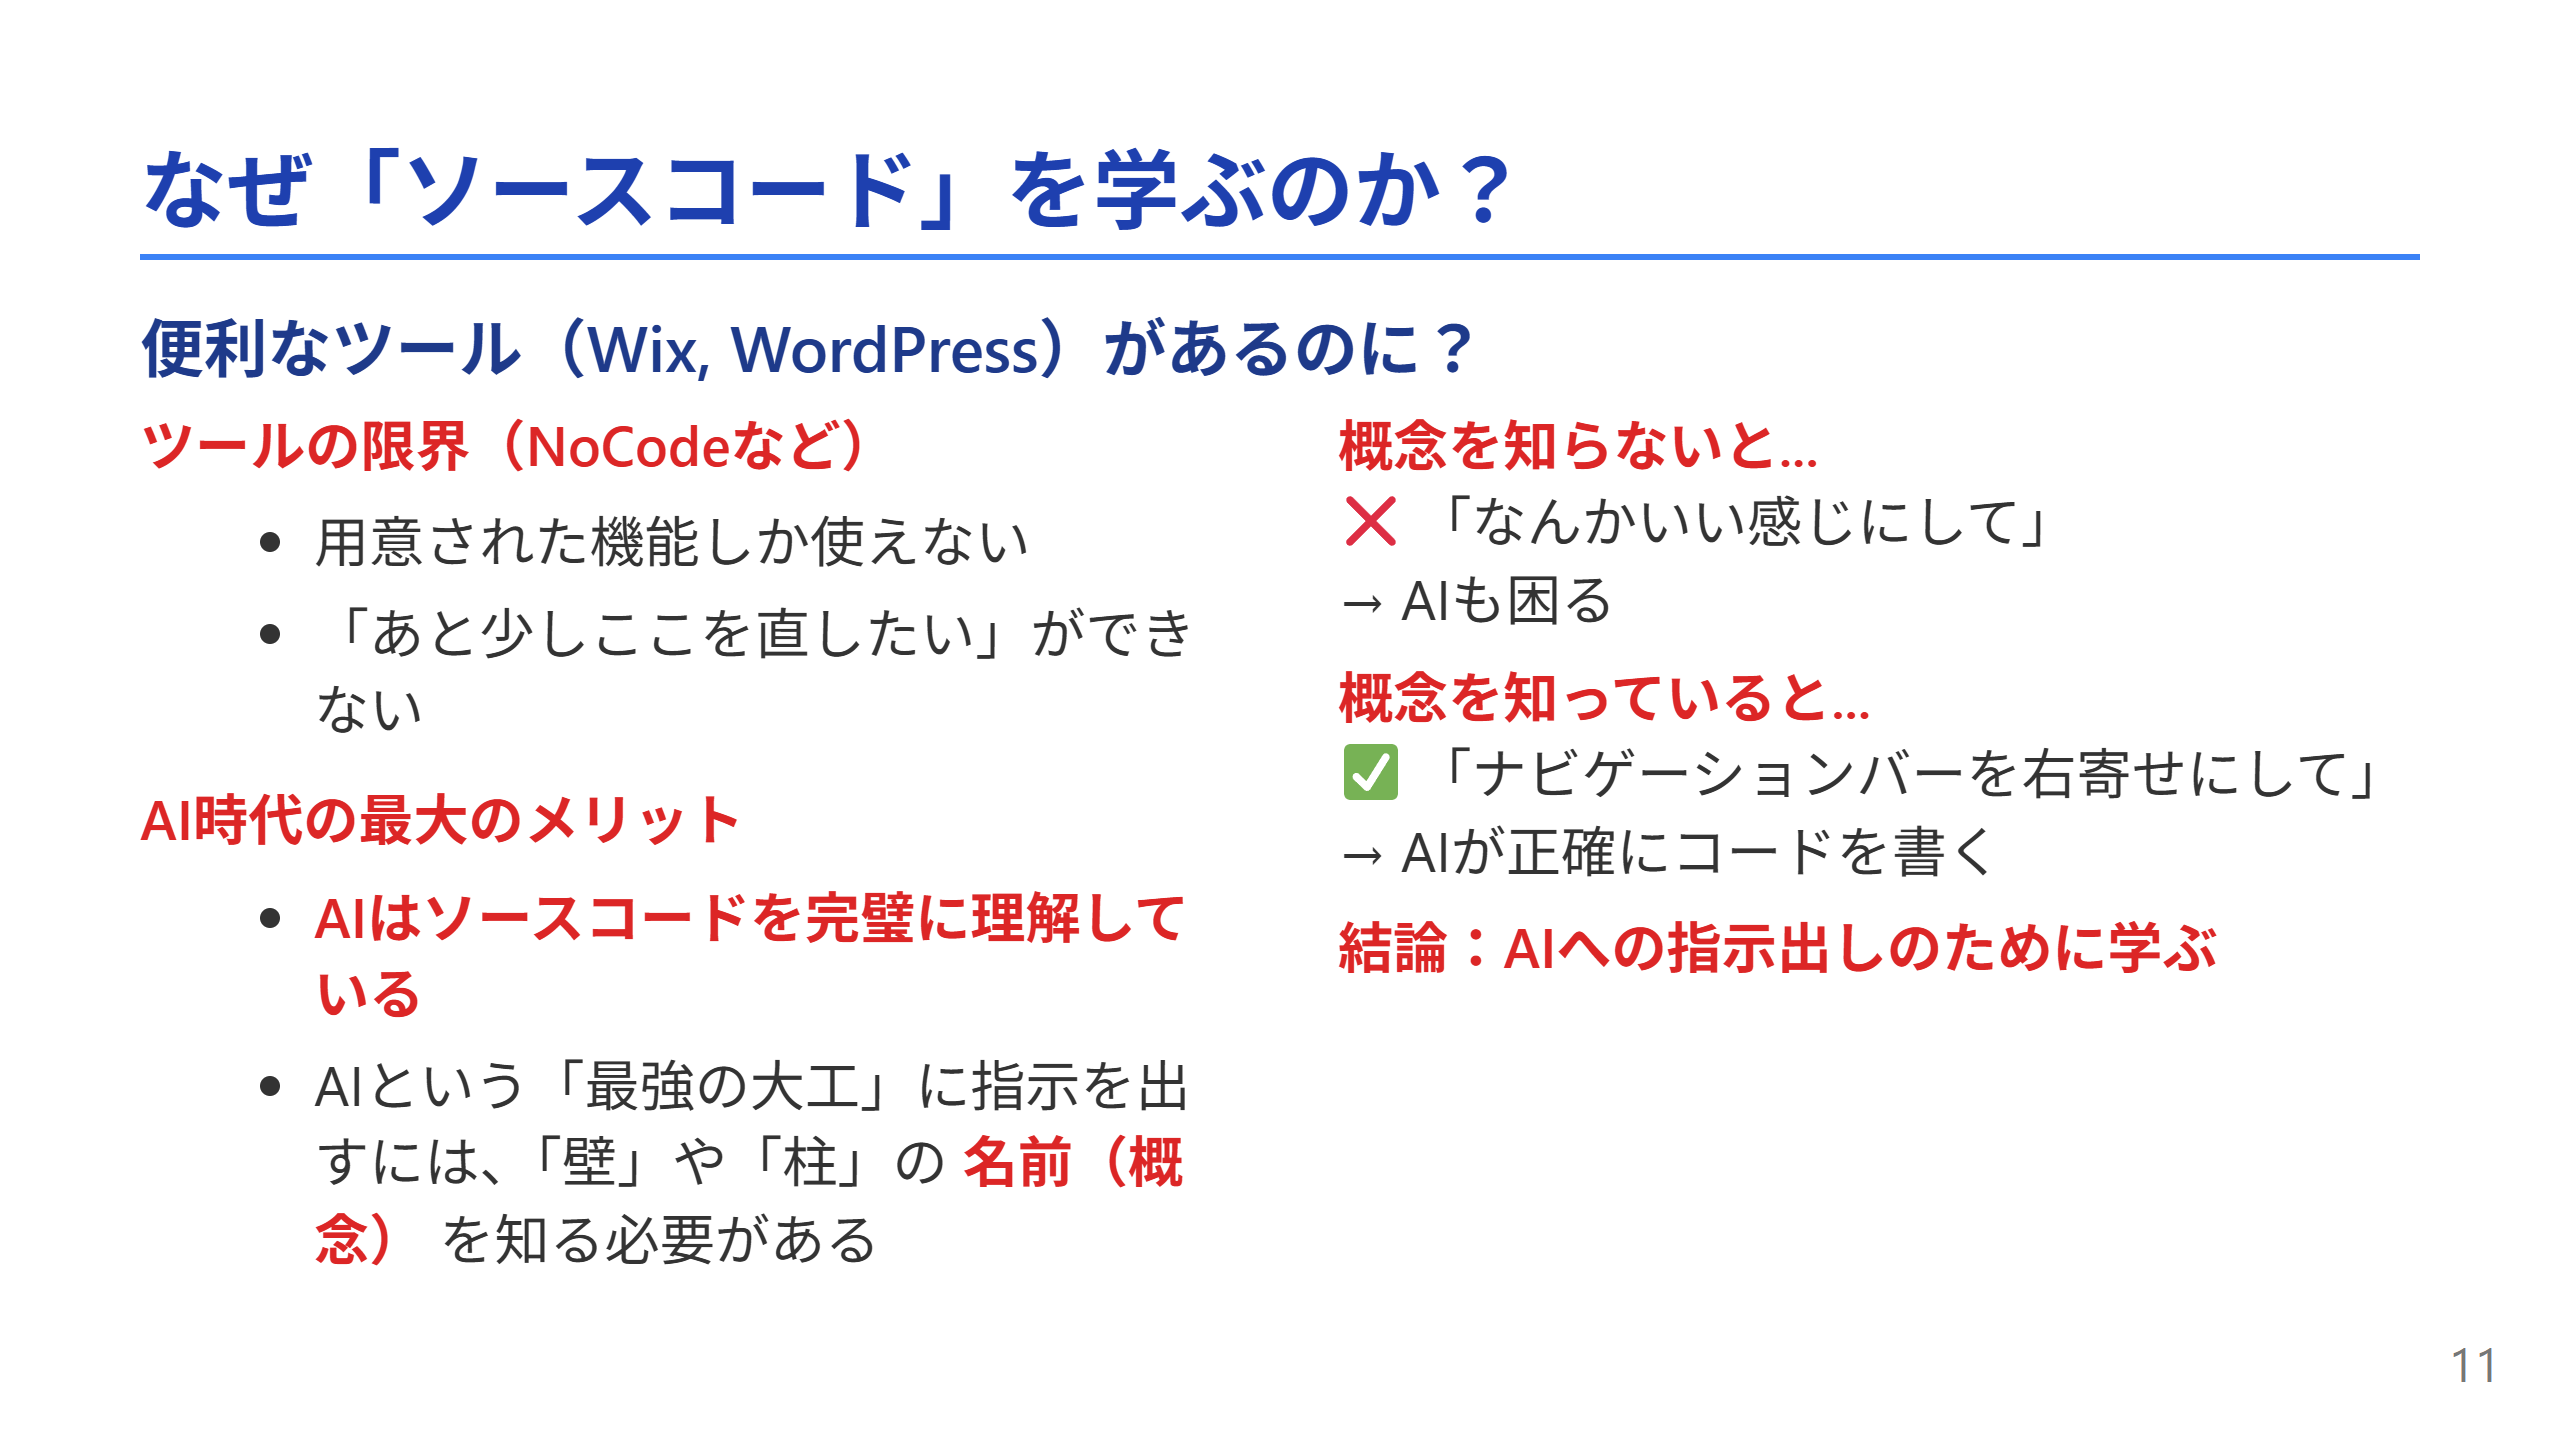 なぜ「ソースコード」を学ぶのか？
便利なツール（Wix, WordPress）があるのに？
ツールの限界（NoCodeなど）
• 用意された機能しか使えない
• 「あと少しここを直したい」ができ
ない
AI時代の最大のメリット
• AIはソースコードを完璧に理解して
いる
• AIという「最強の大工」に指示を出
すには、「壁」や「柱」の 名前（概
念） を知る必要がある
概念を知らないと...
❌ 「なんかいい感じにして」
→ AIも困る
概念を知っていると...
✅ 「ナビゲーションバーを右寄せにして」
→ AIが正確にコードを書く
結論：AIへの指示出しのために学ぶ
11